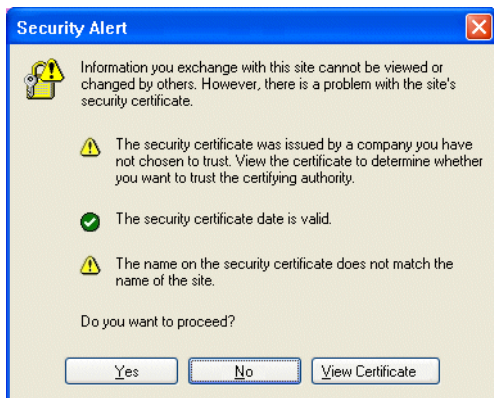 Security Alert
Information you exchange with this site cannot be viewed or
changed by others. However, there is a problem with the site's
security certificate.
The security certificate was issued by a company you have
not chosen to trust. View the certificate to determine whether
you want to trust the certifying authority.
The security certificate date is valid.
The name on the security certificate does not match the
name of the site.
Do you want to proceed?
Yes
No
View Certificate